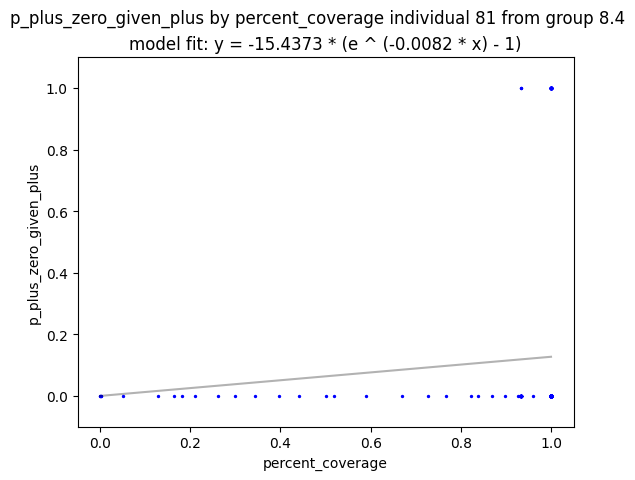 p_plus_zero_given_plus by percent_coverage individual 81 from group 8.4
model fit: y = -15.4373 * (e ^ (-0.0082 * x) - 1)
1.0
0.8
0.6
0.4
0.2
0.0
p_plus_zero_given_plus
0.0 0.2 0.4 0.6 0.8 1.0
percent_coverage